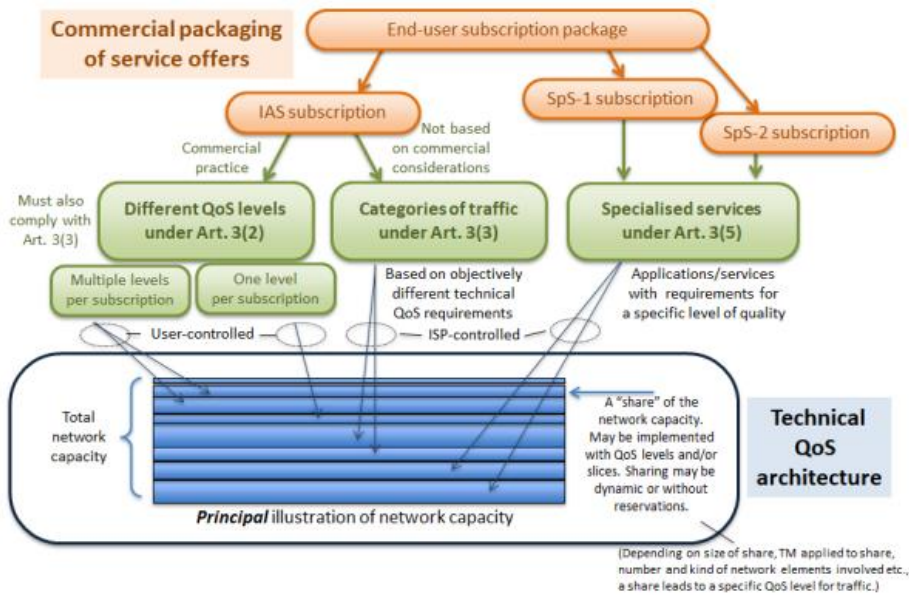 Commercial packaging
of service offers
End-user subscription package
IAS subscription
SpS-1 subscription
SpS-2 subscription
Commercial
practice
Not based
on commercial
considerations
Must also
comply with
Art. 3(3)
Different QoS levels
under Art. 3(2)
Categories of traffic
under Art. 3(3)
Specialised services
under Art. 3(5)
Multiple levels
per subscription
One level
per subscription
Based on objectively
different technical
QoS requirements
Applications/services
with requirements for
a specific level of quality
User-controlled
ISP-controlled
Total
network
capacity
A “share” of the
network capacity.
May be implemented
with QoS levels and/or
slices. Sharing may be
dynamic or without
reservations.
Technical
QoS
architecture
Principal illustration of network capacity
(Depending on size of share, TM applied to share,
number and kind of network elements involved etc.,
a share leads to a specific QoS level for traffic.)